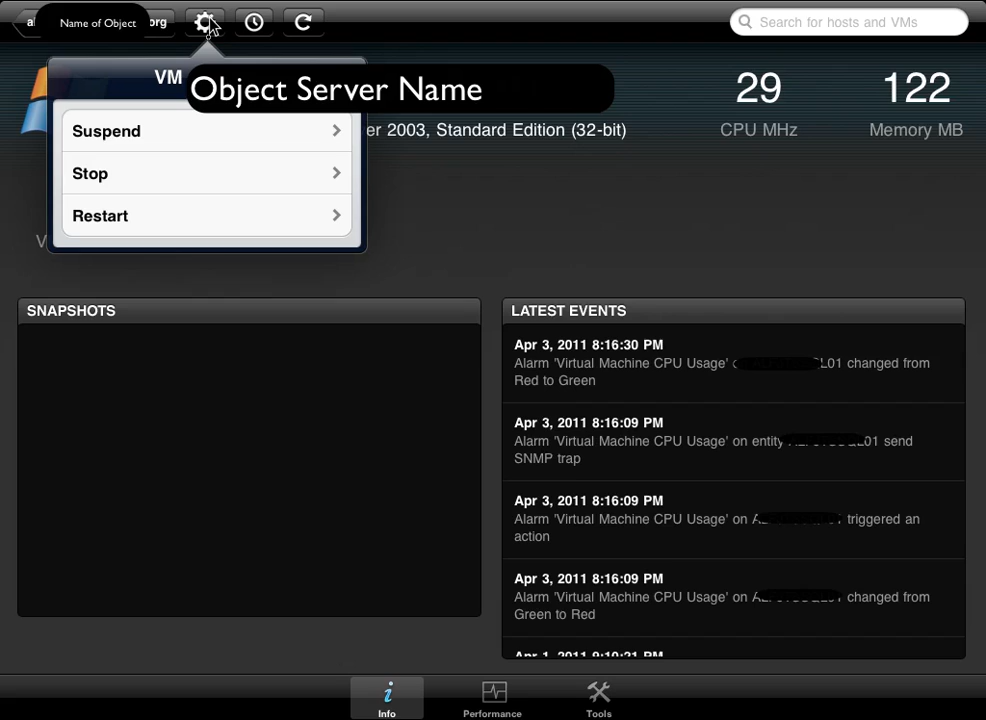 Name of Object
org
Search for hosts and VMs
VM
Object Server Name
29
CPU MHz
122
Memory MB
er 2003, Standard Edition (32-bit)
Suspend
Stop
Restart
V
SNAPSHOTS
LATEST EVENTS
Apr 3, 2011 8:16:30 PM
Alarm 'Virtual Machine CPU Usage' L01 changed from
Red to Green
Apr 3, 2011 8:16:09 PM
Alarm 'Virtual Machine CPU Usage' on entity 01 send
SNMP trap
Apr 3, 2011 8:16:09 PM
Alarm 'Virtual Machine CPU Usage' on triggered an
action
Apr 3, 2011 8:16:09 PM
Alarm 'Virtual Machine CPU Usage' on changed from
Green to Red
Info
Performance
Tools